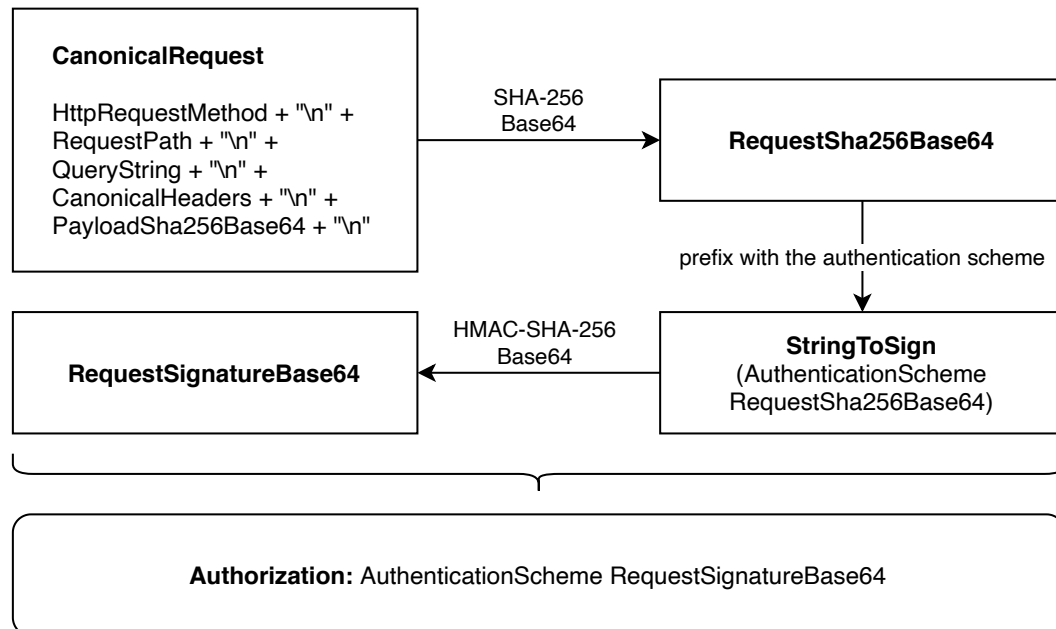 CanonicalRequest
HttpRequestMethod + "\n" +
RequestPath + "\n" +
QueryString + "\n" +
CanonicalHeaders + "\n" +
PayloadSha256Base64 + "\n"
SHA-256
Base64
RequestSha256Base64
prefix with the authentication scheme
StringToSign
(AuthenticationScheme
RequestSha256Base64)
HMAC-SHA-256
Base64
RequestSignatureBase64
Authorization: AuthenticationScheme RequestSignatureBase64